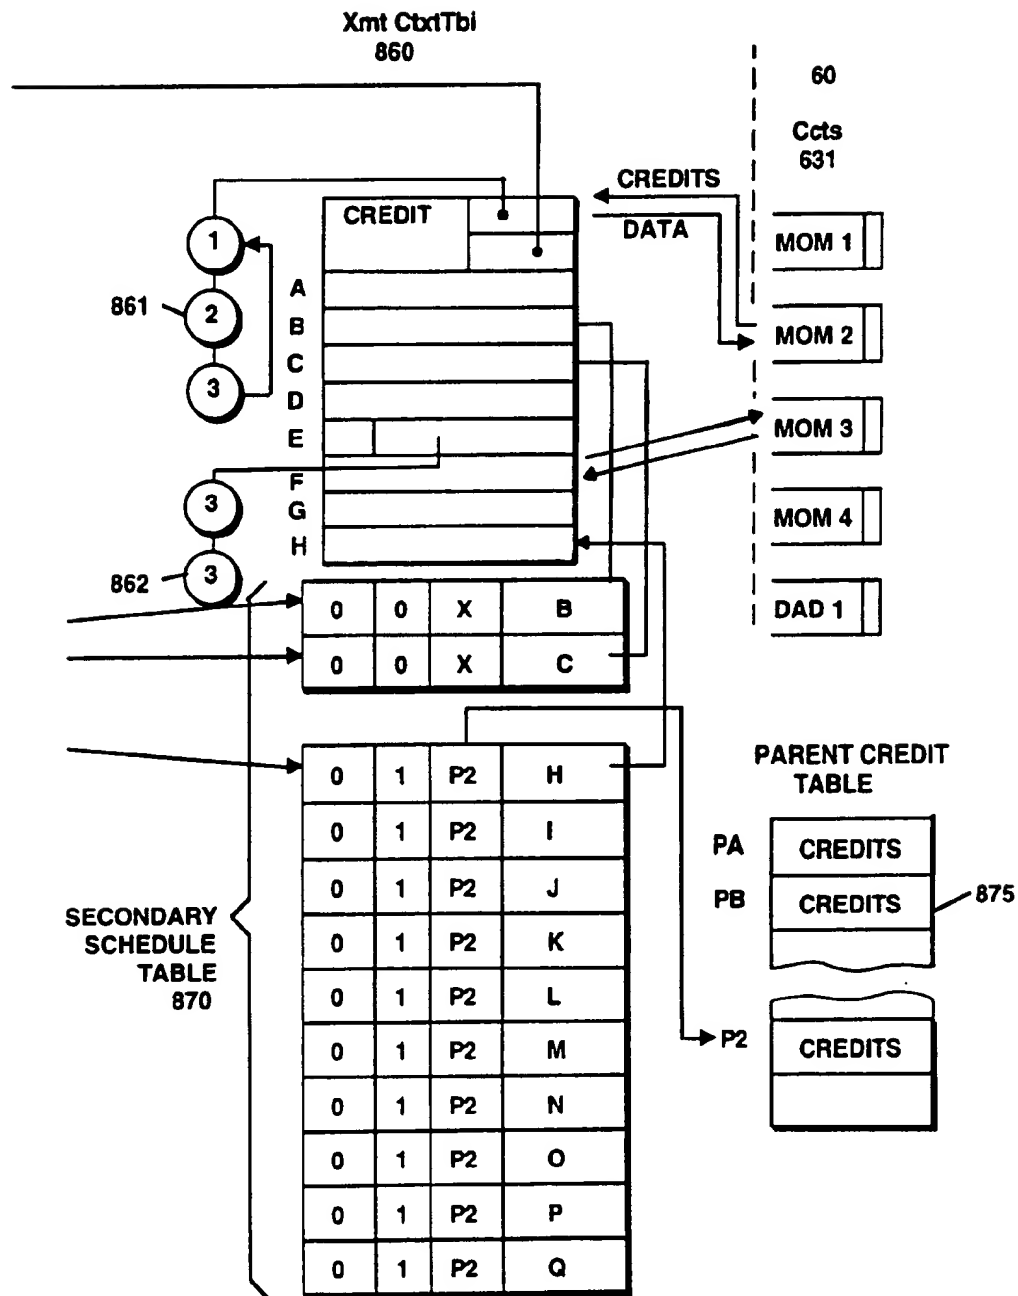 Xmt CtxtTbl
860
60
Ccts
631
CREDITS
DATA
CREDIT
1
2
3
861
A
B
C
D
E
F
G
H
3
3
862
MOM 1
MOM 2
MOM 3
MOM 4
DAD 1
0 0 X B
0 0 X C
0 1 P2 H
0 1 P2 I
0 1 P2 J
0 1 P2 K
0 1 P2 L
0 1 P2 M
0 1 P2 N
0 1 P2 O
0 1 P2 P
0 1 P2 Q
SECONDARY
SCHEDULE
TABLE
870
PARENT CREDIT
TABLE
PA CREDITS
PB CREDITS
875
P2 CREDITS